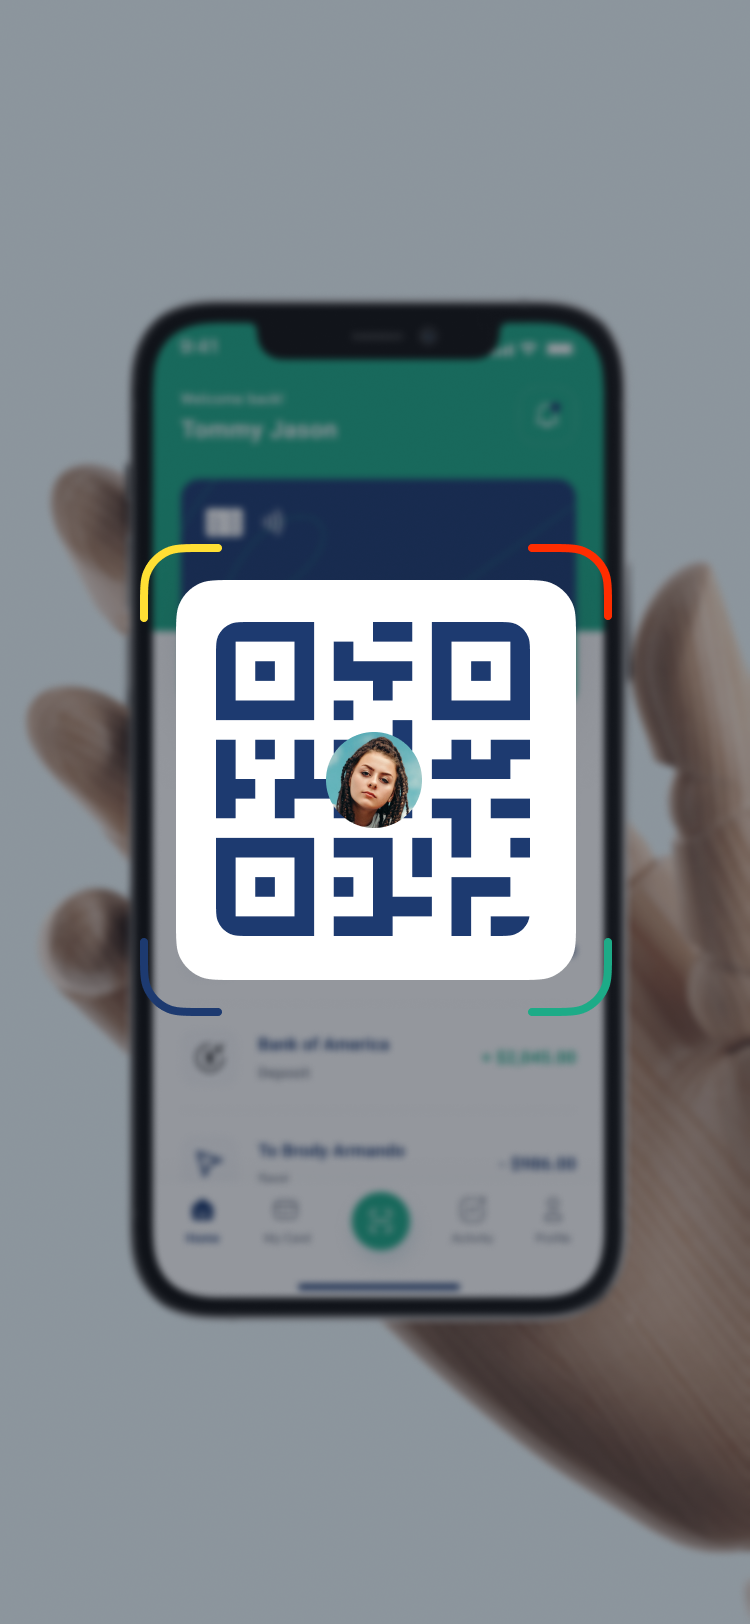 9:41
Welcome back!
Tommy Jason
Bank of America
Deposit
+ $2,045.00
To Brody Armando
- $986.00
Home
My Card
Activity
Profile